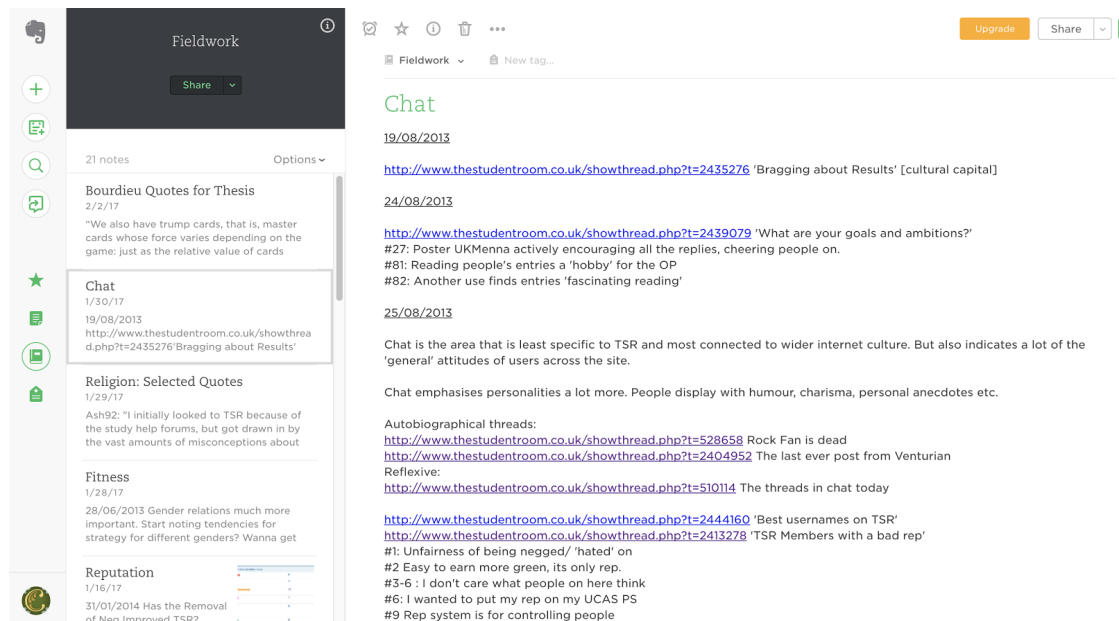 Fieldwork
Share
21 notes
Options
Bourdieu Quotes for Thesis
2/2/17
"We also have trump cards, that is, master
cards whose force varies depending on the
game: just as the relative value of cards
Chat
1/30/17
19/08/2013
http://www.thestudentroom.co.uk/showthrea
d.php?t=2435276'Bragging about Results'
Religion: Selected Quotes
1/29/17
Ash92: "I initially looked to TSR because of
the study help forums, but got drawn in by
the vast amounts of misconceptions about
Fitness
1/28/17
28/06/2013 Gender relations much more
important. Start noting tendencies for
strategy for different genders? Wanna get
Reputation
1/16/17
31/01/2014 Has the Removal
of Neg Improved TSR?
Upgrade
Share
Fieldwork
New tag...
Chat
19/08/2013
http://www.thestudentroom.co.uk/showthread.php?t=2435276 'Bragging about Results' [cultural capital]
24/08/2013
http://www.thestudentroom.co.uk/showthread.php?t=2439079 'What are your goals and ambitions?'
#27: Poster UKMenna actively encouraging all the replies, cheering people on.
#81: Reading people's entries a 'hobby' for the OP
#82: Another use finds entries 'fascinating reading'
25/08/2013
Chat is the area that is least specific to TSR and most connected to wider internet culture. But also indicates a lot of the
'general' attitudes of users across the site.
Chat emphasises personalities a lot more. People display with humour, charisma, personal anecdotes etc.
Autobiographical threads:
http://www.thestudentroom.co.uk/showthread.php?t=528658 Rock Fan is dead
http://www.thestudentroom.co.uk/showthread.php?t=2404952 The last ever post from Venturian
Reflexive:
http://www.thestudentroom.co.uk/showthread.php?t=510114 The threads in chat today
http://www.thestudentroom.co.uk/showthread.php?t=2444160 'Best usernames on TSR'
http://www.thestudentroom.co.uk/showthread.php?t=2413278 'TSR Members with a bad rep'
#1: Unfairness of being negged/ 'hated' on
#2 Easy to earn more green, its only rep.
#3-6 : I don't care what people on here think
#6: I wanted to put my rep on my UCAS PS
#9 Rep system is for controlling people